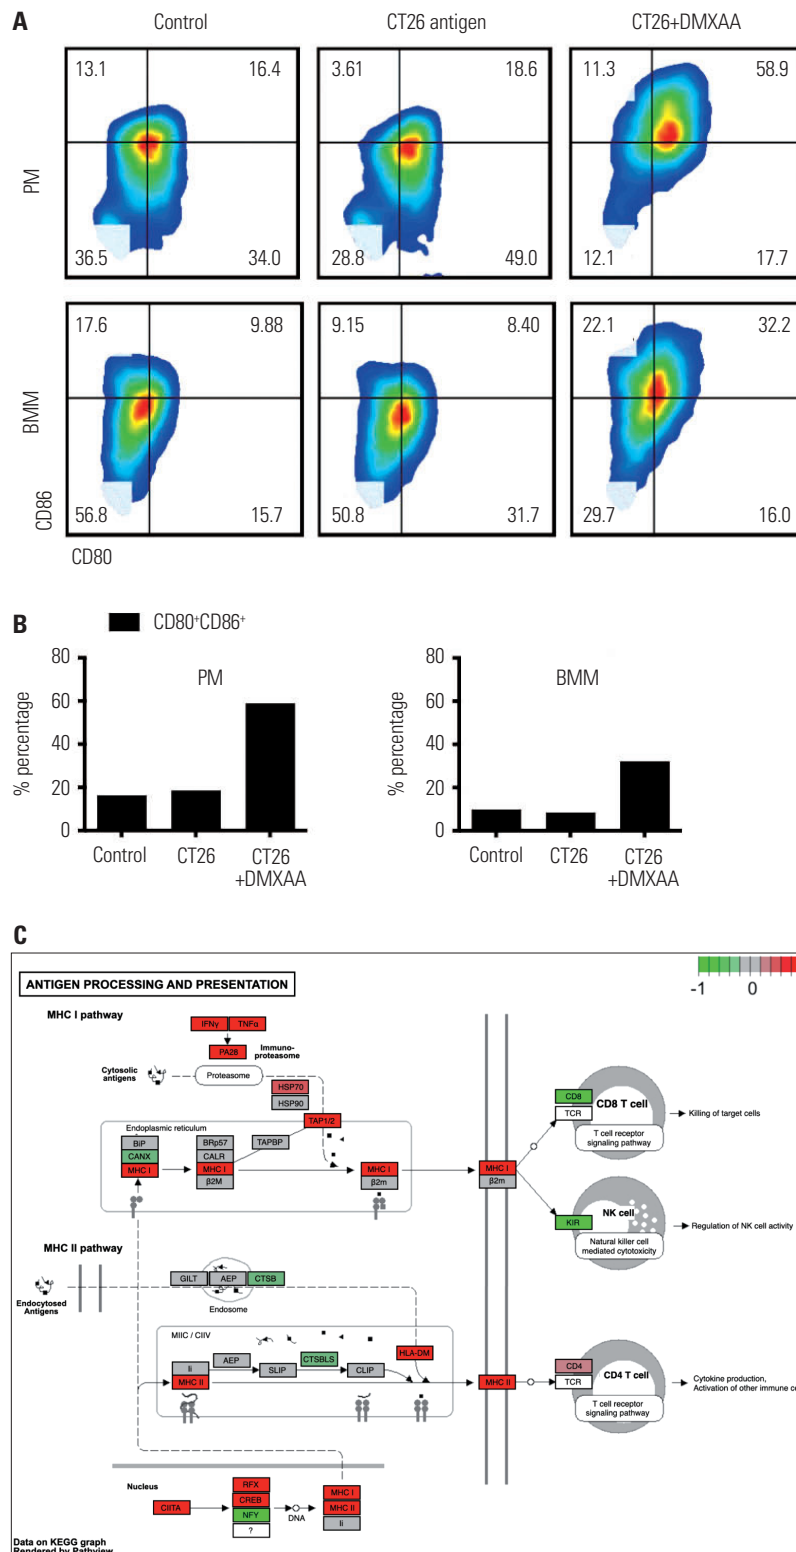 A
Control
CT26 antigen
CT26+DMXAA
PM
13.1
16.4
36.5
34.0
3.61
18.6
28.8
49.0
11.3
58.9
12.1
17.7
BMM
17.6
9.88
56.8
15.7
9.15
8.40
50.8
31.7
22.1
32.2
29.7
16.0
CD86
CD80
B
CD80+CD86+
% percentage
80
60
40
20
0
PM
Control
CT26
CT26
+DMXAA
% percentage
80
60
40
20
0
BMM
Control
CT26
CT26
+DMXAA
C
-1
0
ANTIGEN PROCESSING AND PRESENTATION
MHC I pathway
IFNγ
TNFα
PA28
Immuno-
proteasome
Cytosolic
antigens
Proteasome
HSP70
HSP90
TAP1/2
Endoplasmic reticulum
BiP
CANX
MHC I
BRp57
CALR
MHC I
β2M
TAPBP
MHC I
β2m
MHC I
β2m
CD8
TCR
CD8 T cell
T cell receptor
signaling pathway
Killing of target cells
KIR
NK cell
Natural killer cell
mediated cytotoxicity
Regulation of NK cell activity
MHC II pathway
Endocytosed
Antigens
GILT
AEP
CTSB
Endosome
MIIC / CIIV
Ii
MHC II
AEP
SLIP
CTSBLS
CLIP
HLA-DM
MHC II
CD4
TCR
CD4 T cell
T cell receptor
signaling pathway
Cytokine production,
Activation of other immune
Nucleus
CIITA
RFX
CREB
NFY
?
DNA
MHC I
MHC II
Ii
Data on KEGG graph
Rendered by Pathview